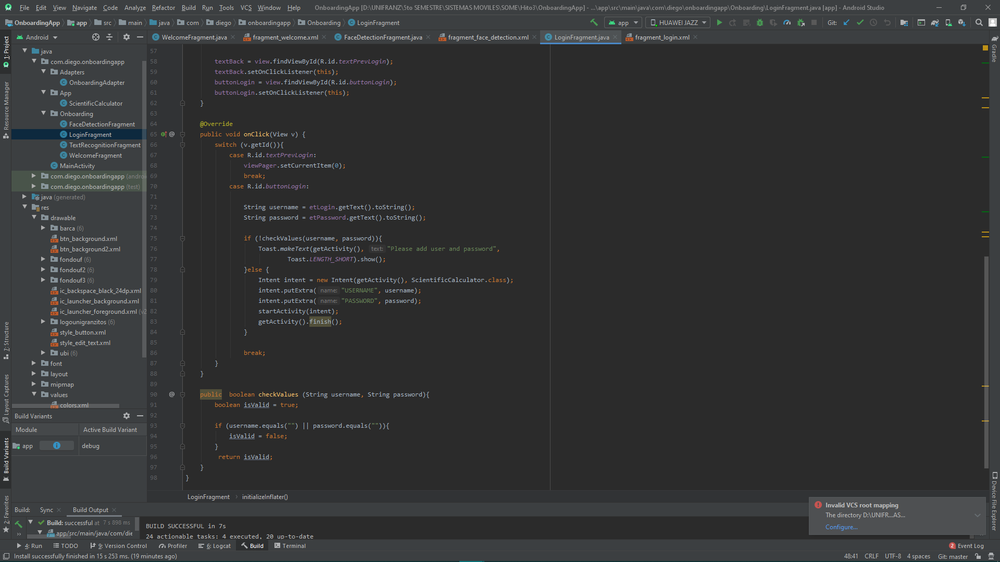 File Edit View Navigate Code Analyze Refactor Build Run Tools VCS Window Help OnboardingApp [D:\UNIFRANZ\5to SEMESTRE\SISTEMAS MOVILES\SOME\Hito3\OnboardingApp] - ...\app\src\main\java\com\diego\onboardingapp\Onboarding\LoginFragment.java [app] - Android Studio
OnboardingApp app src main java com diego onboardingapp Onboarding LoginFragment app HUAWEI JAZZ Git:
Android WelcomeFragment.java fragment_welcome.xml FaceDetectionFragment.java fragment_face_detection.xml LoginFragment.java fragment_login.xml
1: Project
Resource Manager
7: Structure
Layout Captures
Build Variants
2: Favorites
Gradle
Device File Explorer
java
com.diego.onboardingapp
Adapters
OnboardingAdapter
App
ScientificCalculator
Onboarding
FaceDetectionFragment
LoginFragment
TextRecognitionFragment
WelcomeFragment
MainActivity
com.diego.onboardingapp (androi
com.diego.onboardingapp (test)
java (generated)
res
drawable
barca (6)
btn_background.xml
btn_background2.xml
fondouf (6)
fondouf2 (6)
fondouf3 (6)
ic_backspace_black_24dp.xml
ic_launcher_background.xml
ic_launcher_foreground.xml (v2
logounigranzitos (6)
style_button.xml
style_edit_text.xml
ubi (6)
font
layout
mipmap
values
colors.xml
Build Variants
Module Active Build Variant
app debug
57
58 textBack = view.findViewById(R.id.textPrevLogin);
59 textBack.setOnClickListener(this);
60 buttonLogin = view.findViewById(R.id.buttonLogin);
61 buttonLogin.setOnClickListener(this);
62 }
63
64 @Override
65 @ public void onClick(View v) {
66 switch (v.getId()){
67 case R.id.textPrevLogin:
68 viewPager.setCurrentItem(0);
69 break;
70 case R.id.buttonLogin:
71
72 String username = etLogin.getText().toString();
73 String password = etPassword.getText().toString();
74
75 if (!checkValues(username, password)){
76 Toast.makeText(getActivity(), text: "Please add user and password",
77 Toast.LENGTH_SHORT).show();
78 }else {
79 Intent intent = new Intent(getActivity(), ScientificCalculator.class);
80 intent.putExtra( name: "USERNAME", username);
81 intent.putExtra( name: "PASSWORD", password);
82 startActivity(intent);
83 getActivity().finish();
84 }
85
86 break;
87 }
88 }
89
90 @ public boolean checkValues (String username, String password){
91 boolean isValid = true;
92
93 if (username.equals("") || password.equals("")){
94 isValid = false;
95 }
96 return isValid;
97 }
98 }
LoginFragment initializeInflater()
Build: Sync Build Output
Build: successful at 7 s 898 ms
app/src/main/java/com/die
BUILD SUCCESSFUL in 7s
24 actionable tasks: 4 executed, 20 up-to-date
Invalid VCS root mapping
The directory D:\UNIFR...AS...
Configure...
4: Run TODO 9: Version Control Profiler 6: Logcat Build Terminal 2 Event Log
Install successfully finished in 15 s 253 ms. (19 minutes ago) 48:41 CRLF UTF-8 4 spaces Git: master